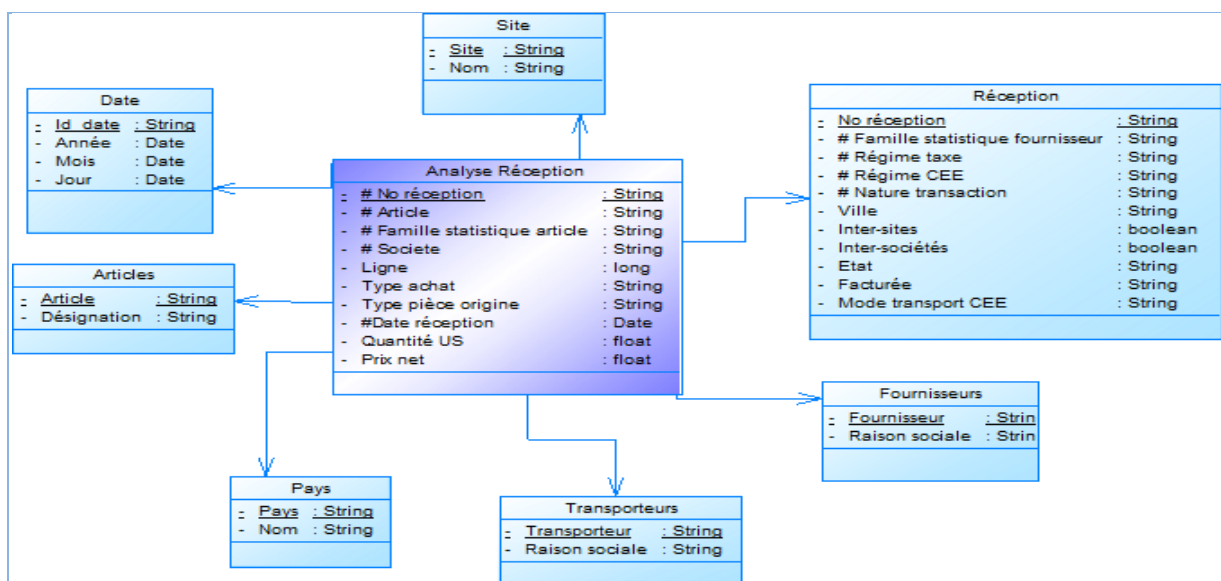 Site
- Site : String
- Nom : String
Date
- Id_date : String
- Année : Date
- Mois : Date
- Jour : Date
Réception
- No réception : String
- # Famille statistique fournisseur : String
- # Régime taxe : String
- # Régime CEE : String
- # Nature transaction : String
- Ville : String
- Inter-sites : boolean
- Inter-sociétés : boolean
- Etat : String
- Facturée : String
- Mode transport CEE : String
Analyse Réception
- # No réception : String
- # Article : String
- # Famille statistique article : String
- # Societe : String
- Ligne : long
- Type achat : String
- Type pièce origine : String
- #Date réception : Date
- Quantité US : float
- Prix net : float
Articles
- Article : String
- Désignation : String
Fournisseurs
- Fournisseur : Strin
- Raison sociale : Strin
Pays
- Pays : String
- Nom : String
Transporteurs
- Transporteur : String
- Raison sociale : String